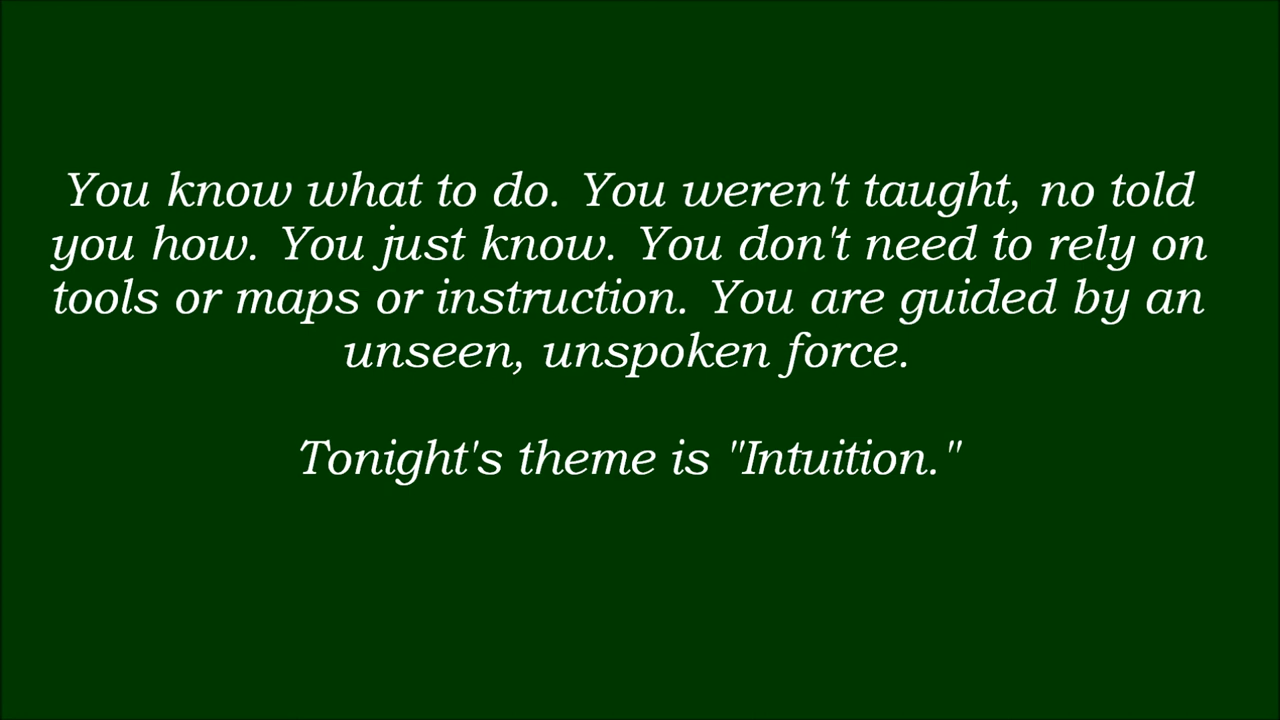 You know what to do. You weren't taught, no told
you how. You just know. You don't need to rely on
tools or maps or instruction. You are guided by an
unseen, unspoken force.
Tonight's theme is "Intuition."